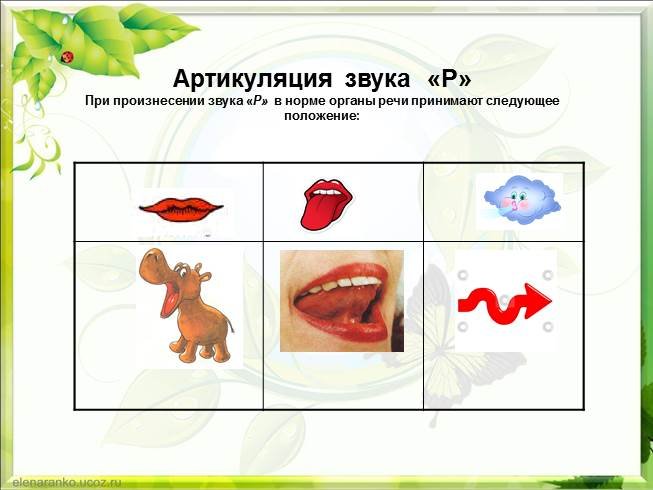 Артикуляция звука «Р»
При произнесении звука «Р» в норме органы речи принимают следующее
положение:
elenaranko.ucoz.ru